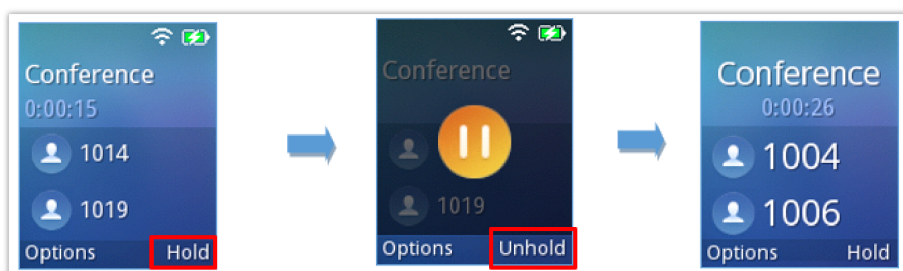 Conference
0:00:15
1014
1019
Options Hold
Conference
1019
Options Unhold
Conference
0:00:26
1004
1006
Options Hold